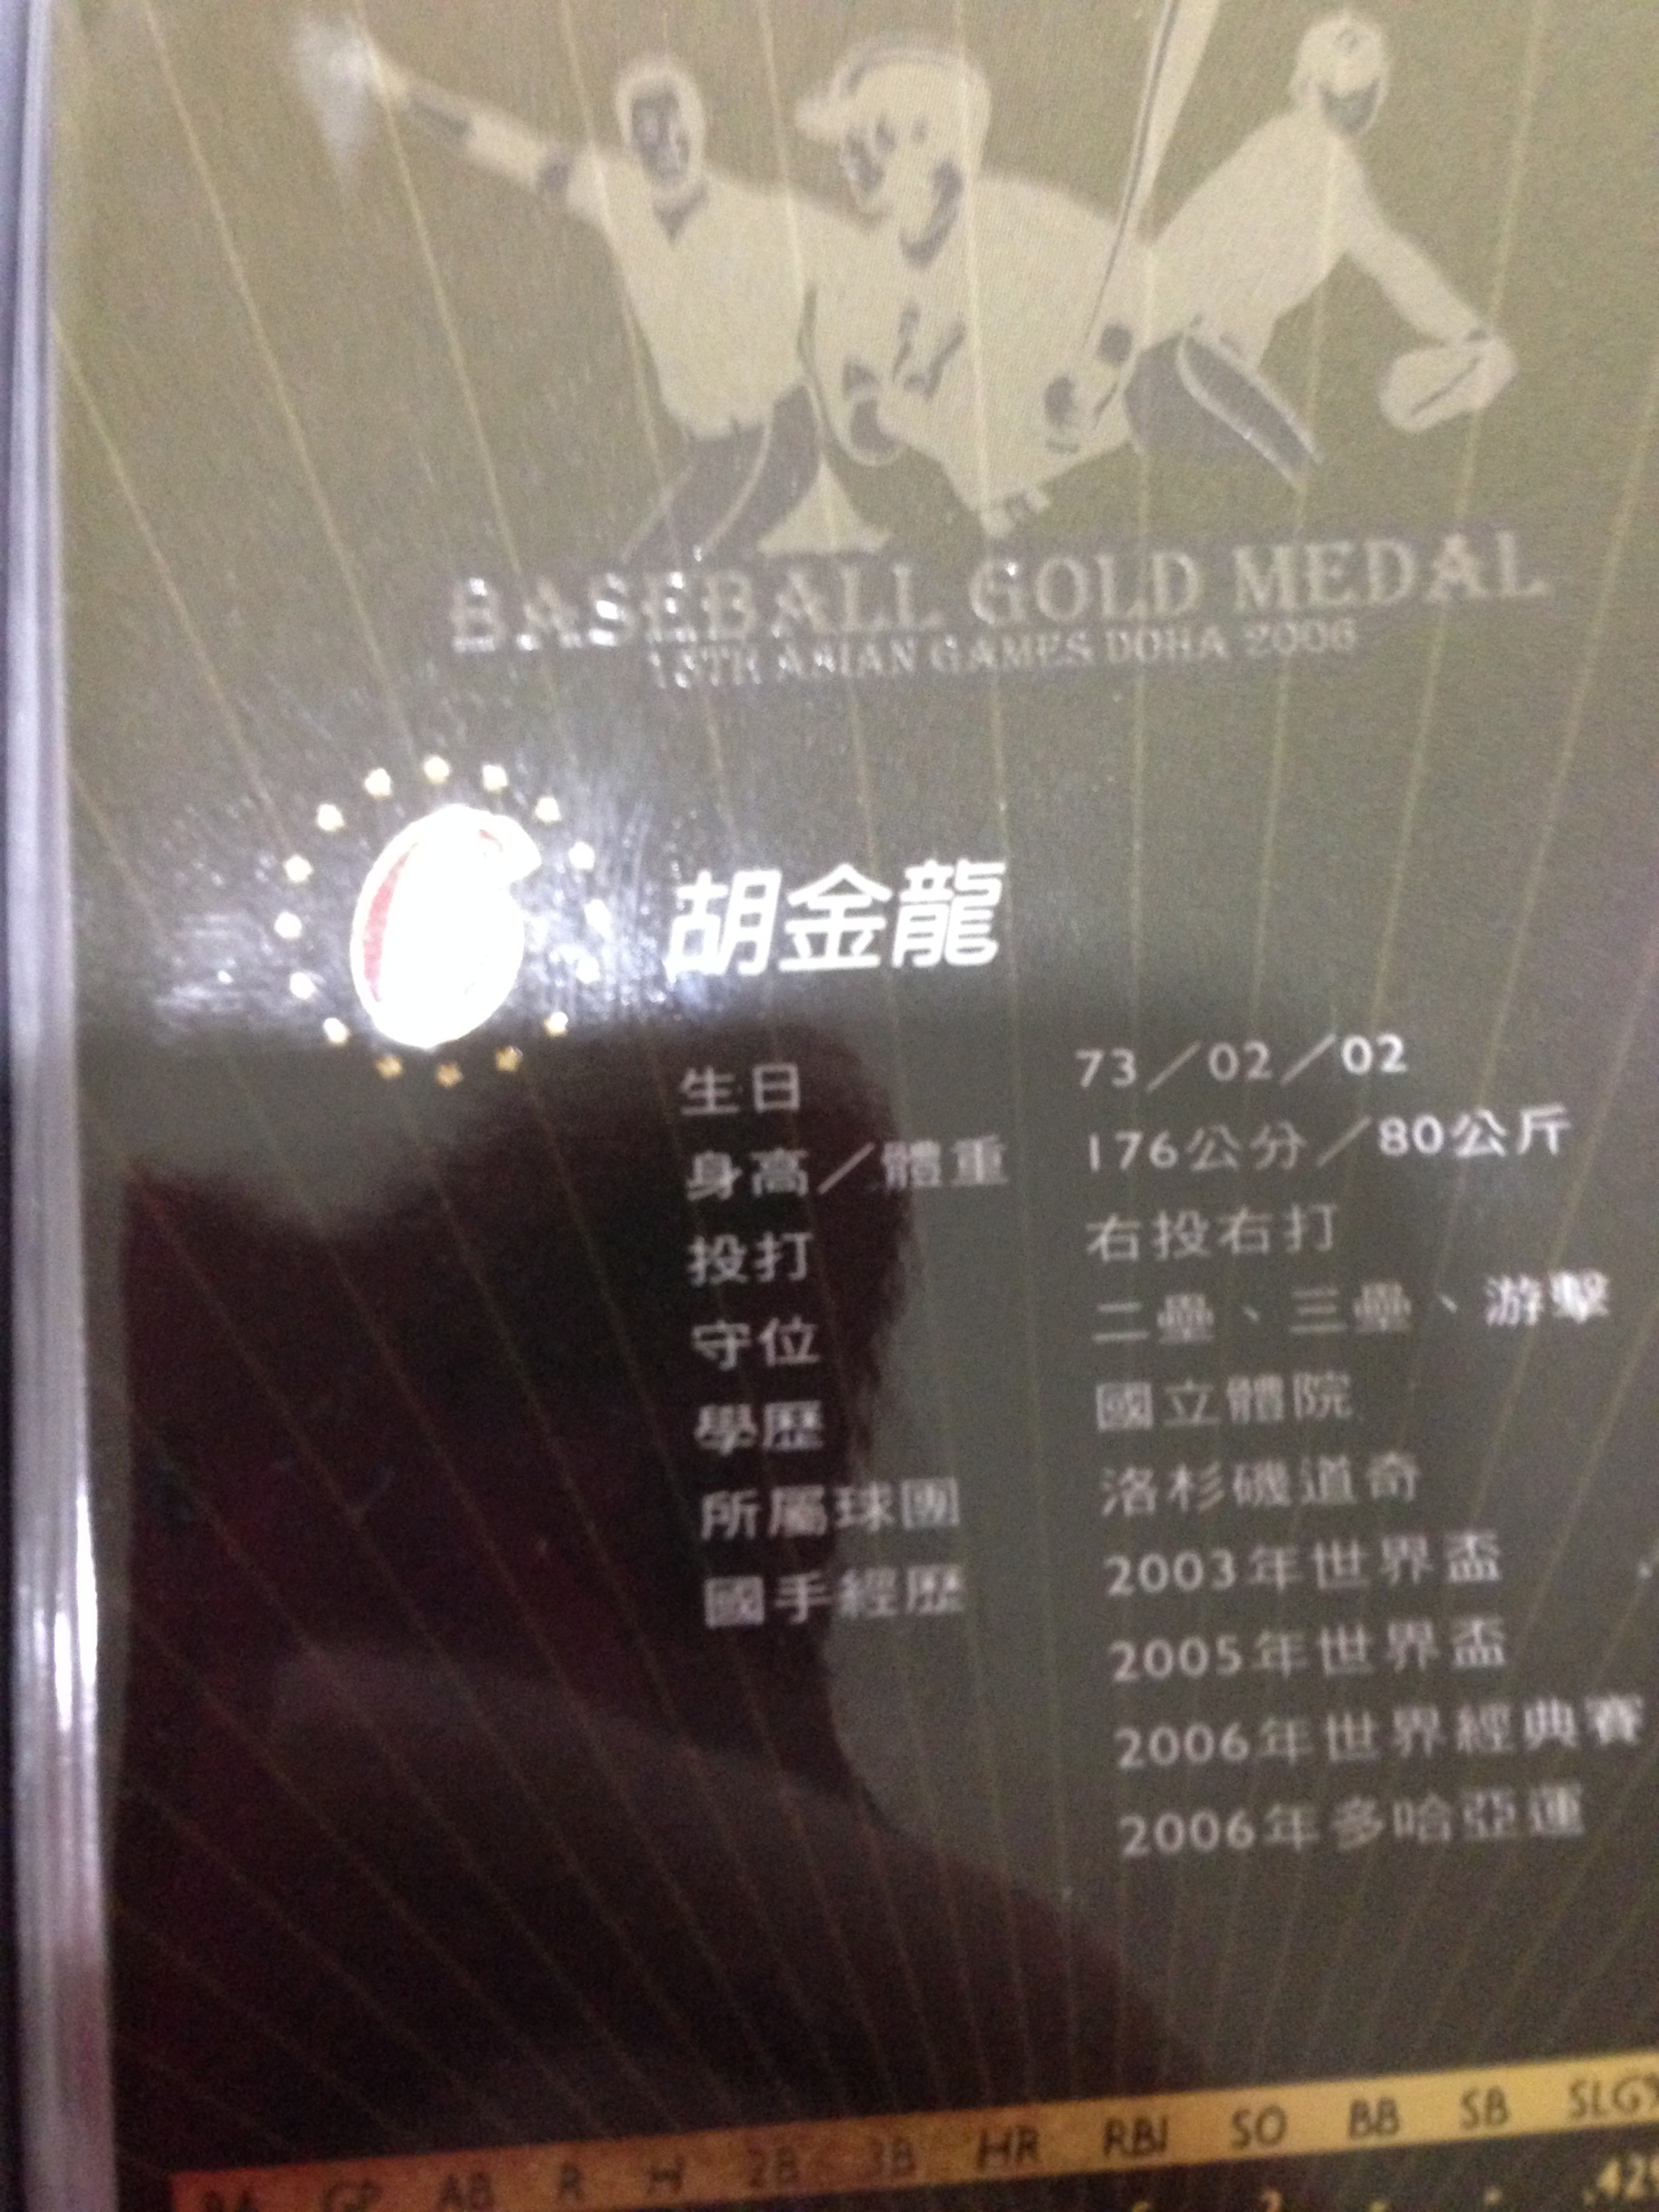 BASEBALL GOLD MEDAL
15TH ASIAN GAMES DOHA 2006
胡金龍
生日 73／02／02
身高／體重 176公分／80公斤
投打 右投右打
守位 二壘、三壘、游擊
學歷 國立體院
所屬球團 洛杉磯道奇
國手經歷 2003年世界盃
2005年世界盃
2006年世界經典賽
2006年多哈亞運
BA GP AB R H 2B 3B HR RBI SO BB SB SLG%